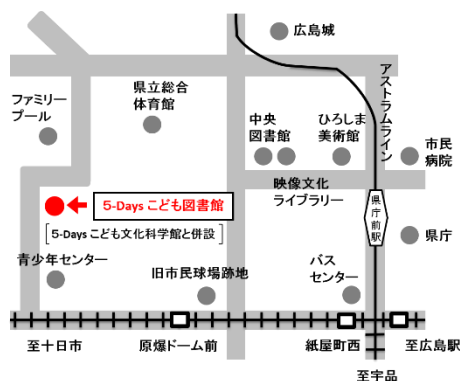 広島城
アストラムライン
ファミリー
プール
県立総合
体育館
中央
図書館
ひろしま
美術館
市民
病院
映像文化
ライブラリー
5-Days こども図書館
[5-Days こども文化科学館と併設]
県庁前駅
県庁
青少年センター
旧市民球場跡地
バス
センター
至十日市
原爆ドーム前
紙屋町西
至広島駅
至宇品